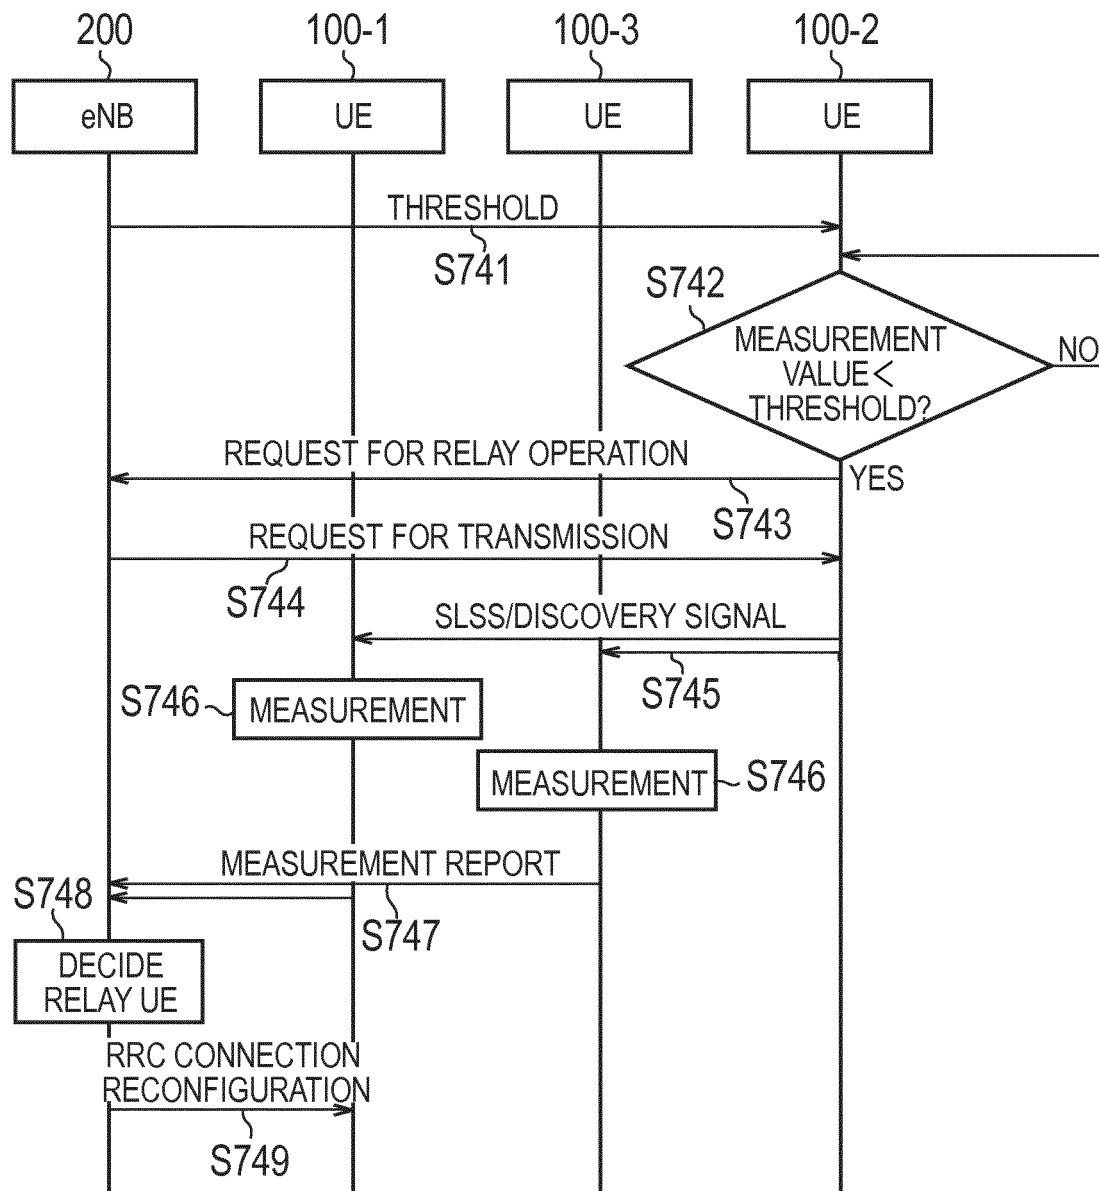 200
100-1
100-3
100-2
eNB
UE
UE
UE
THRESHOLD
S741
S742
MEASUREMENT
VALUE<
THRESHOLD?
NO
YES
REQUEST FOR RELAY OPERATION
S743
REQUEST FOR TRANSMISSION
S744
SLSS/DISCOVERY SIGNAL
S745
S746
MEASUREMENT
MEASUREMENT
S746
MEASUREMENT REPORT
S747
S748
DECIDE
RELAY UE
RRC CONNECTION
RECONFIGURATION
S749